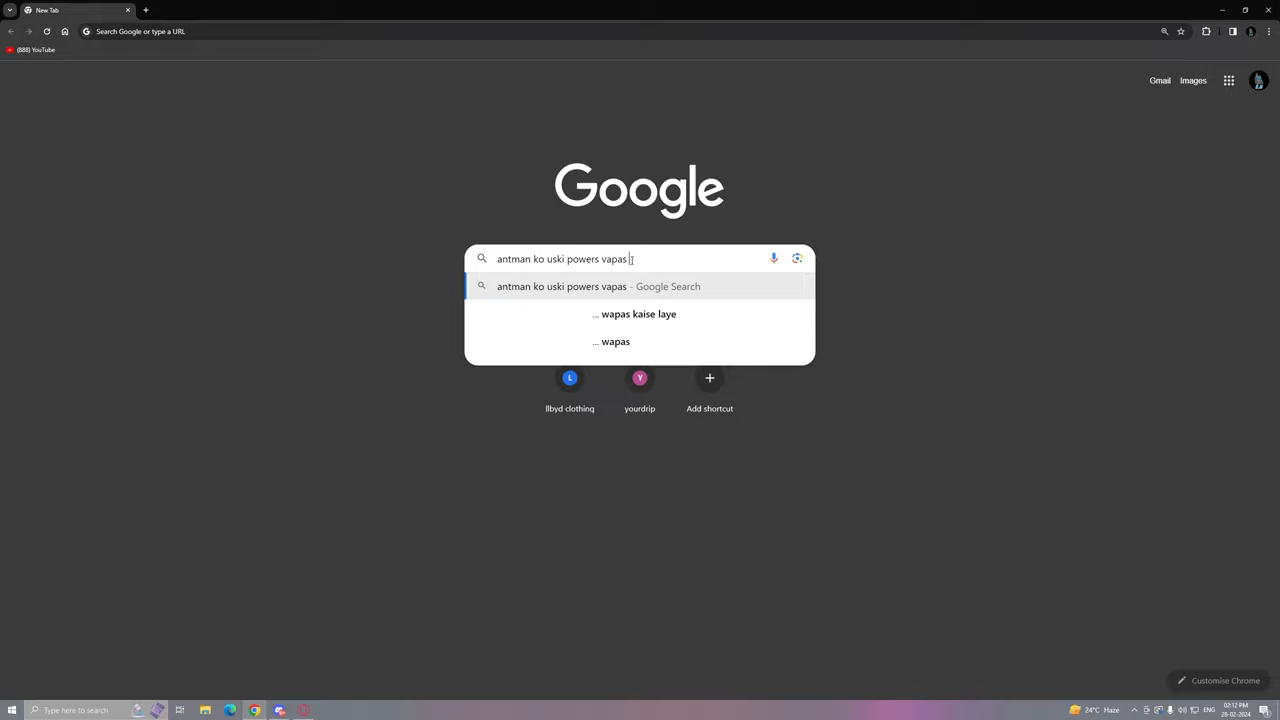 New Tab
Search Google or type a URL
(888) YouTube
Gmail Images
Google
antman ko uski powers vapas
antman ko uski powers vapas - Google Search
... wapas kaise laye
... wapas
L Y
llbyd clothing yourdrip Add shortcut
Customise Chrome
Type here to search
24°C Haze
ENG
02:12 PM
28-02-2024